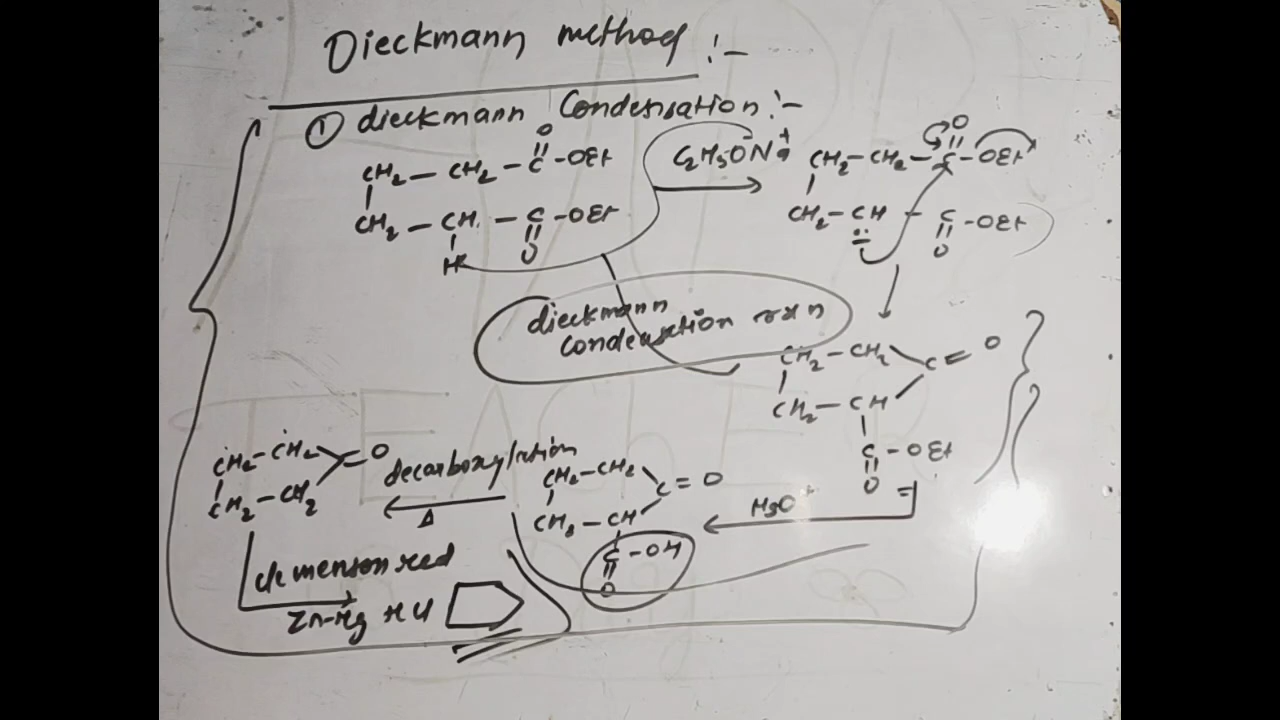 Dieckmann method :-
① dieckmann Condensation :-
O
CH2 — CH2 — C — OEt
CH2 — CH — C — OEt
H
O
C2H5O⁻Na⁺
O
CH2 — CH2 — C — OEt
CH2 — CH — C — OEt
O
dieckmann
condensation rxn
CH2 — CH2
C = O
CH2 — CH
C — OEt
O
H3O⁺
CH2 — CH2
C = O
CH2 — CH
C — OH
O
decarboxylation
Δ
CH2 — CH2
= O
CH2 — CH2
clemenson red
Zn-Hg HCl